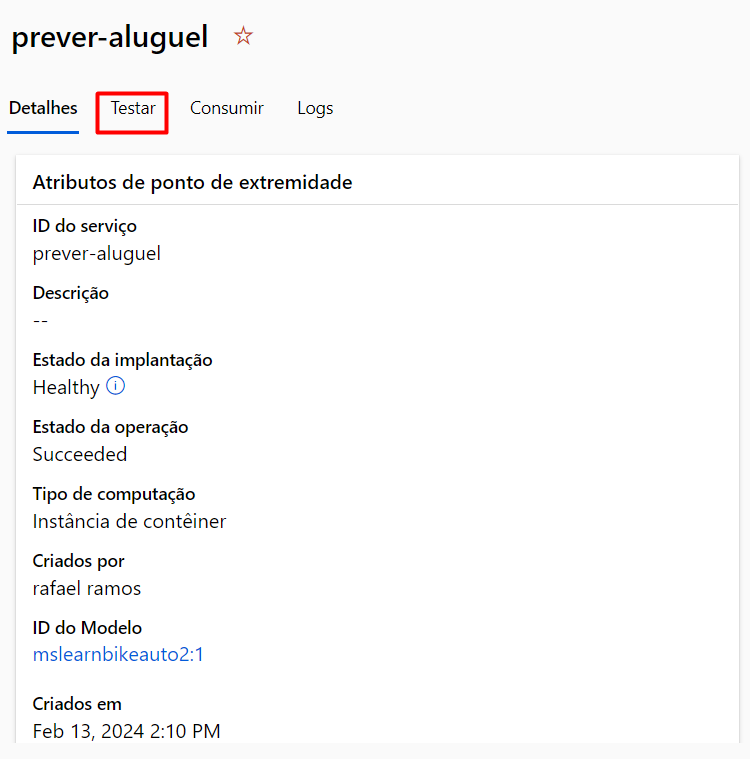 prever-aluguel
Detalhes Testar Consumir Logs
Atributos de ponto de extremidade
ID do serviço
prever-aluguel
Descrição
--
Estado da implantação
Healthy
Estado da operação
Succeeded
Tipo de computação
Instância de contêiner
Criados por
rafael ramos
ID do Modelo
mslearnbikeauto2:1
Criados em
Feb 13, 2024 2:10 PM